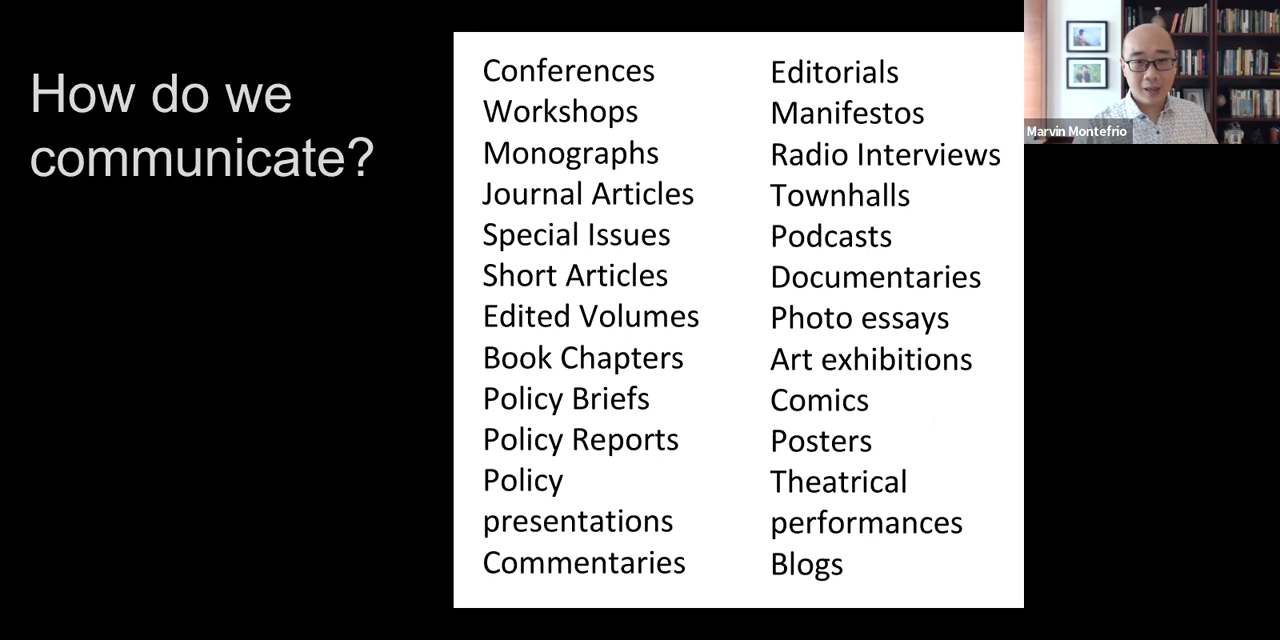 How do we
communicate?
Conferences
Workshops
Monographs
Journal Articles
Special Issues
Short Articles
Edited Volumes
Book Chapters
Policy Briefs
Policy Reports
Policy
presentations
Commentaries
Editorials
Manifestos
Radio Interviews
Townhalls
Podcasts
Documentaries
Photo essays
Art exhibitions
Comics
Posters
Theatrical
performances
Blogs
Marvin Montefrio